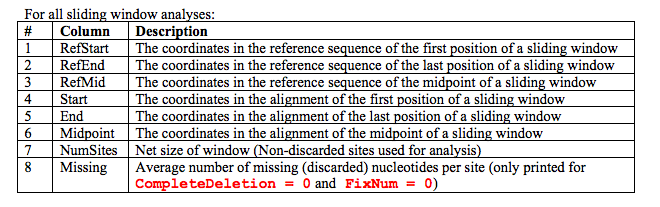 For all sliding window analyses:
# Column Description
1 RefStart The coordinates in the reference sequence of the first position of a sliding window
2 RefEnd The coordinates in the reference sequence of the last position of a sliding window
3 RefMid The coordinates in the reference sequence of the midpoint of a sliding window
4 Start The coordinates in the alignment of the first position of a sliding window
5 End The coordinates in the alignment of the last position of a sliding window
6 Midpoint The coordinates in the alignment of the midpoint of a sliding window
7 NumSites Net size of window (Non-discarded sites used for analysis)
8 Missing Average number of missing (discarded) nucleotides per site (only printed for
CompleteDeletion = 0 and FixNum = 0)